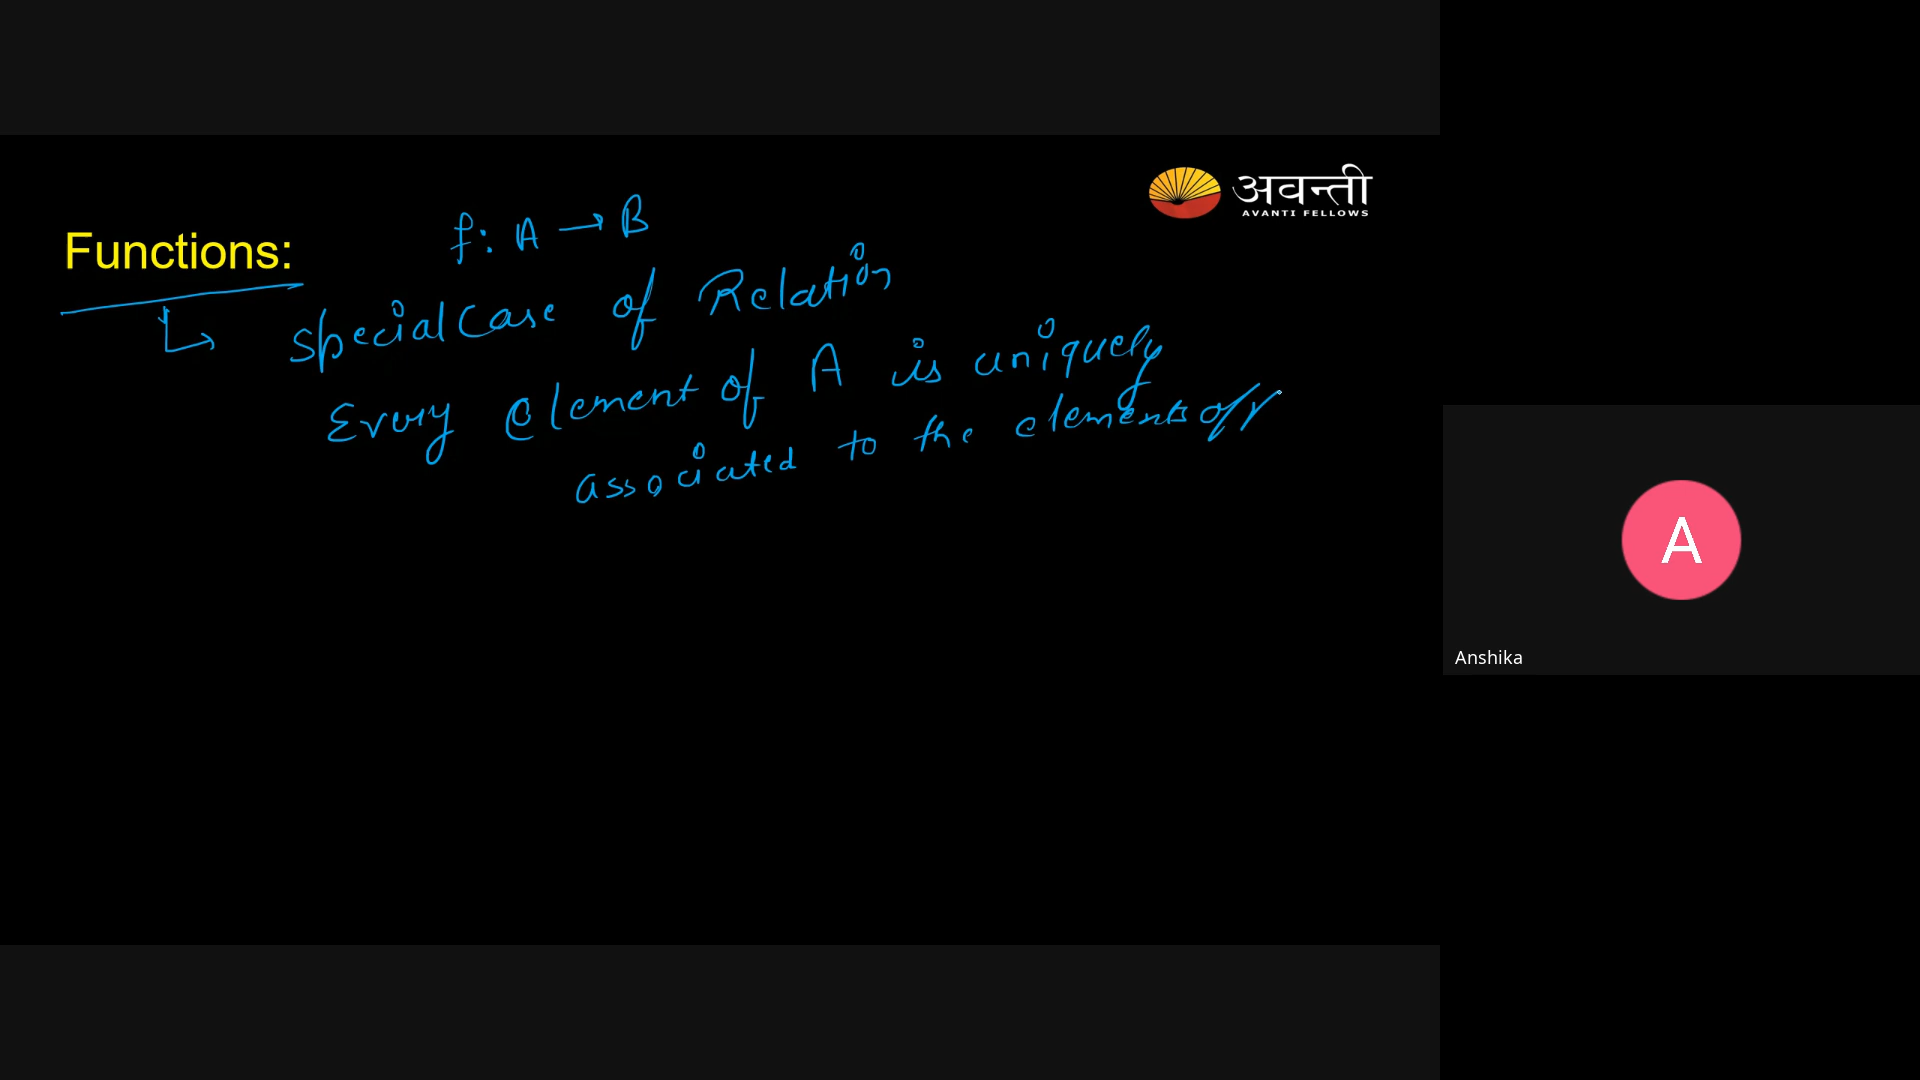 अवन्ती
AVANTI FELLOWS
Functions:
f: A → B
Special Case of Relation
Every element of A is uniquely
associated to the elements of
A
Anshika